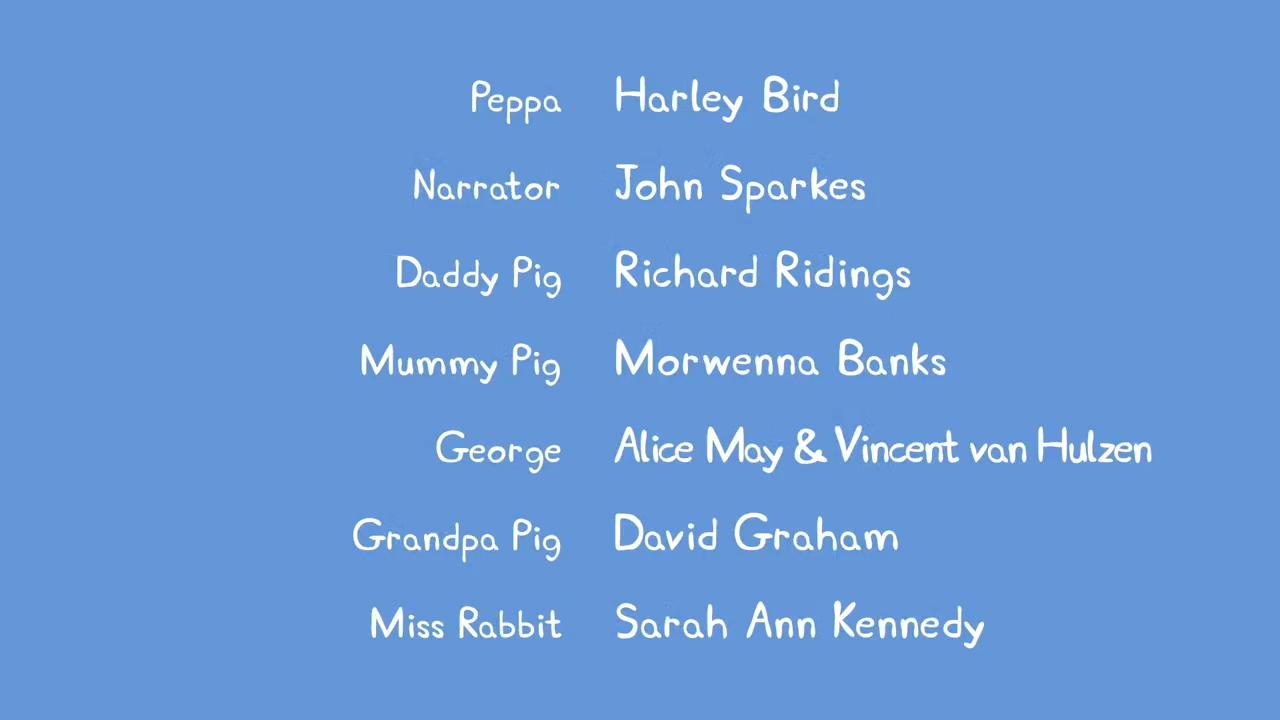 Peppa Harley Bird
Narrator John Sparkes
Daddy Pig Richard Ridings
Mummy Pig Morwenna Banks
George Alice May & Vincent van Hulzen
Grandpa Pig David Graham
Miss Rabbit Sarah Ann Kennedy